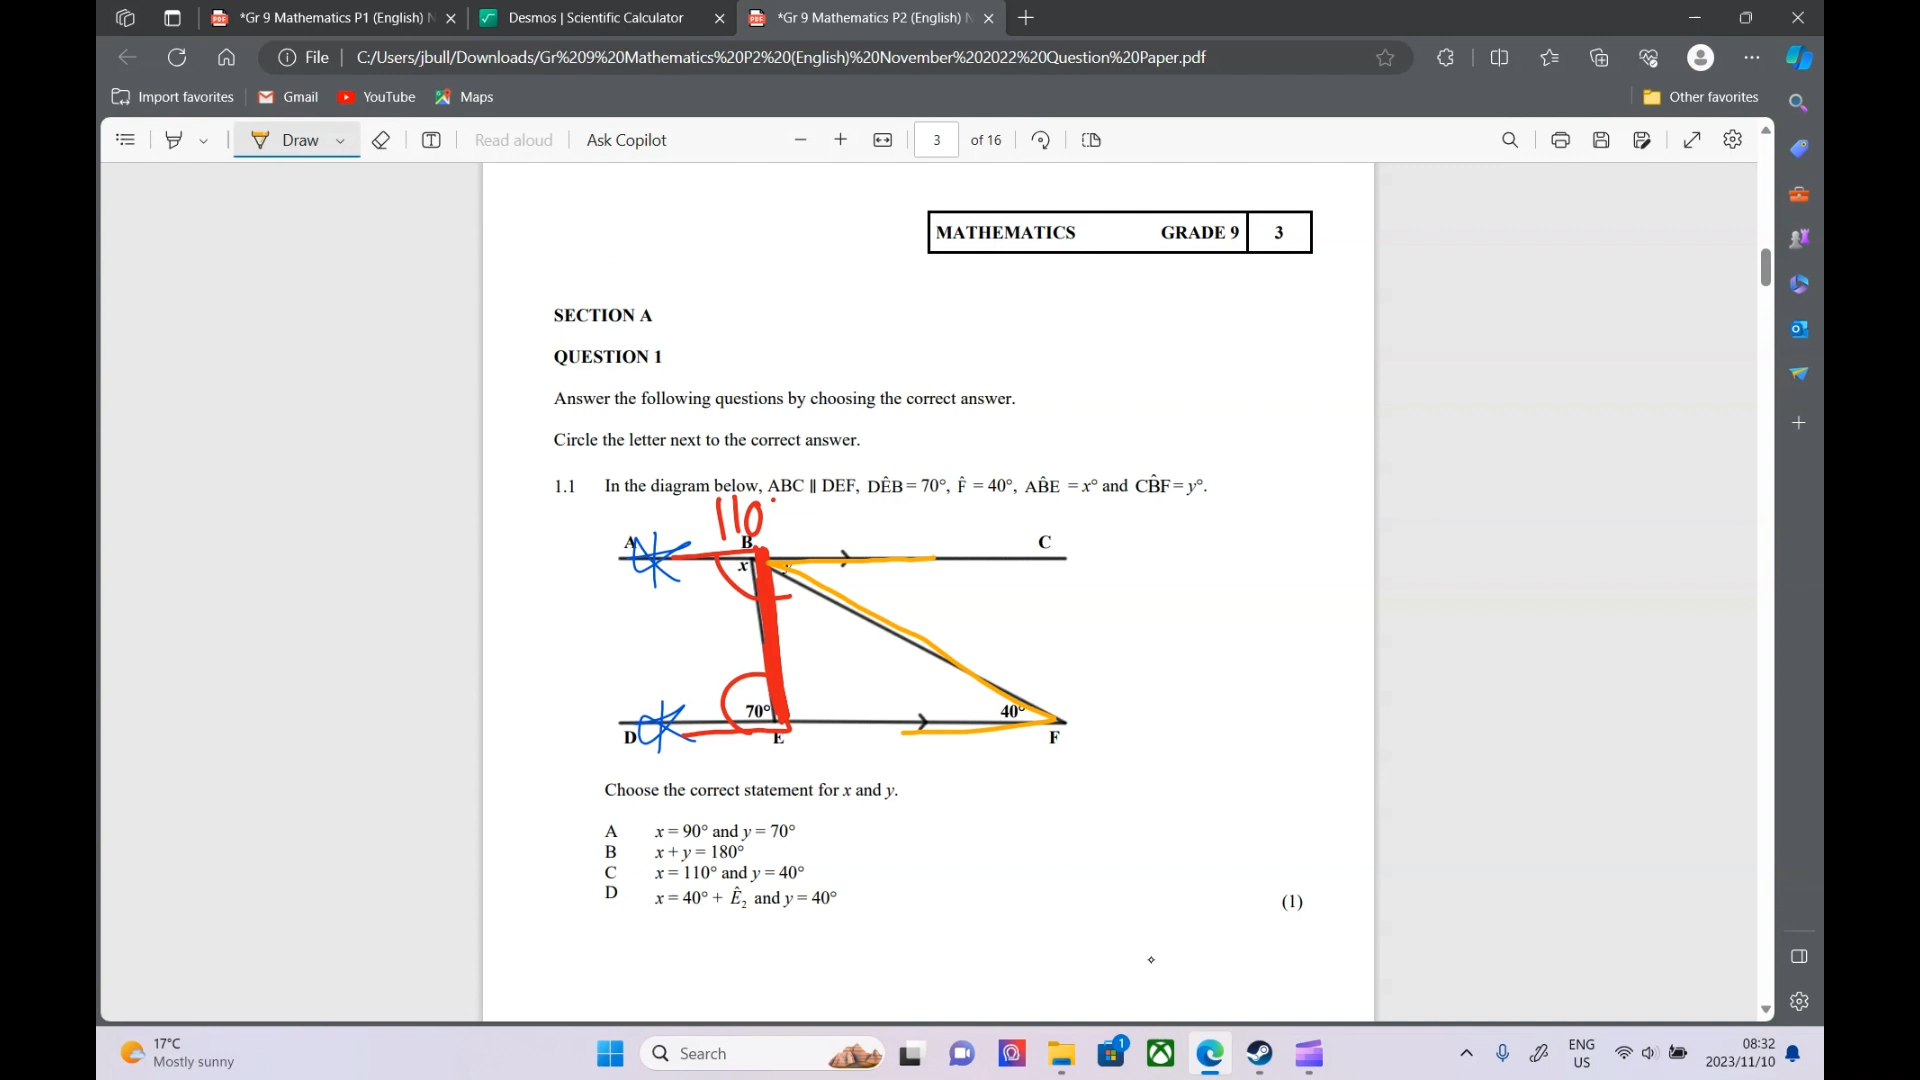 *Gr 9 Mathematics P1 (English) N
Desmos | Scientific Calculator
*Gr 9 Mathematics P2 (English) N
File
C:/Users/jbull/Downloads/Gr%209%20Mathematics%20P2%20(English)%20November%202022%20Question%20Paper.pdf
Import favorites
Gmail
YouTube
Maps
Other favorites
Draw
Read aloud
Ask Copilot
3
of 16
MATHEMATICS GRADE 9 3
SECTION A
QUESTION 1
Answer the following questions by choosing the correct answer.
Circle the letter next to the correct answer.
1.1 In the diagram below, ABC ∥ DEF, DÊB = 70°, F̂ = 40°, AB̂E = x° and CB̂F = y°.
110°
A B C
x
70° 40°
D E F
Choose the correct statement for x and y.
A x = 90° and y = 70°
B x + y = 180°
C x = 110° and y = 40°
D x = 40° + Ê₂ and y = 40°
(1)
17°C
Mostly sunny
Search
1
ENG
US
08:32
2023/11/10